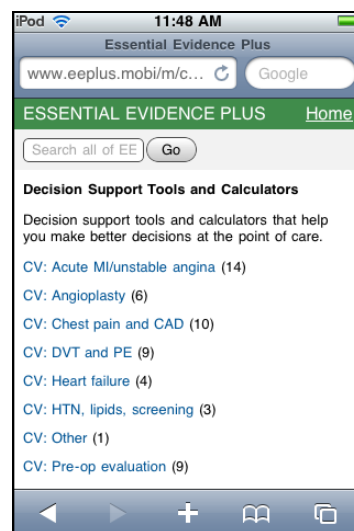 iPod 11:48 AM
Essential Evidence Plus
www.eeplus.mobi/m/c... Google
ESSENTIAL EVIDENCE PLUS Home
Search all of EE Go
Decision Support Tools and Calculators
Decision support tools and calculators that help
you make better decisions at the point of care.
CV: Acute MI/unstable angina (14)
CV: Angioplasty (6)
CV: Chest pain and CAD (10)
CV: DVT and PE (9)
CV: Heart failure (4)
CV: HTN, lipids, screening (3)
CV: Other (1)
CV: Pre-op evaluation (9)